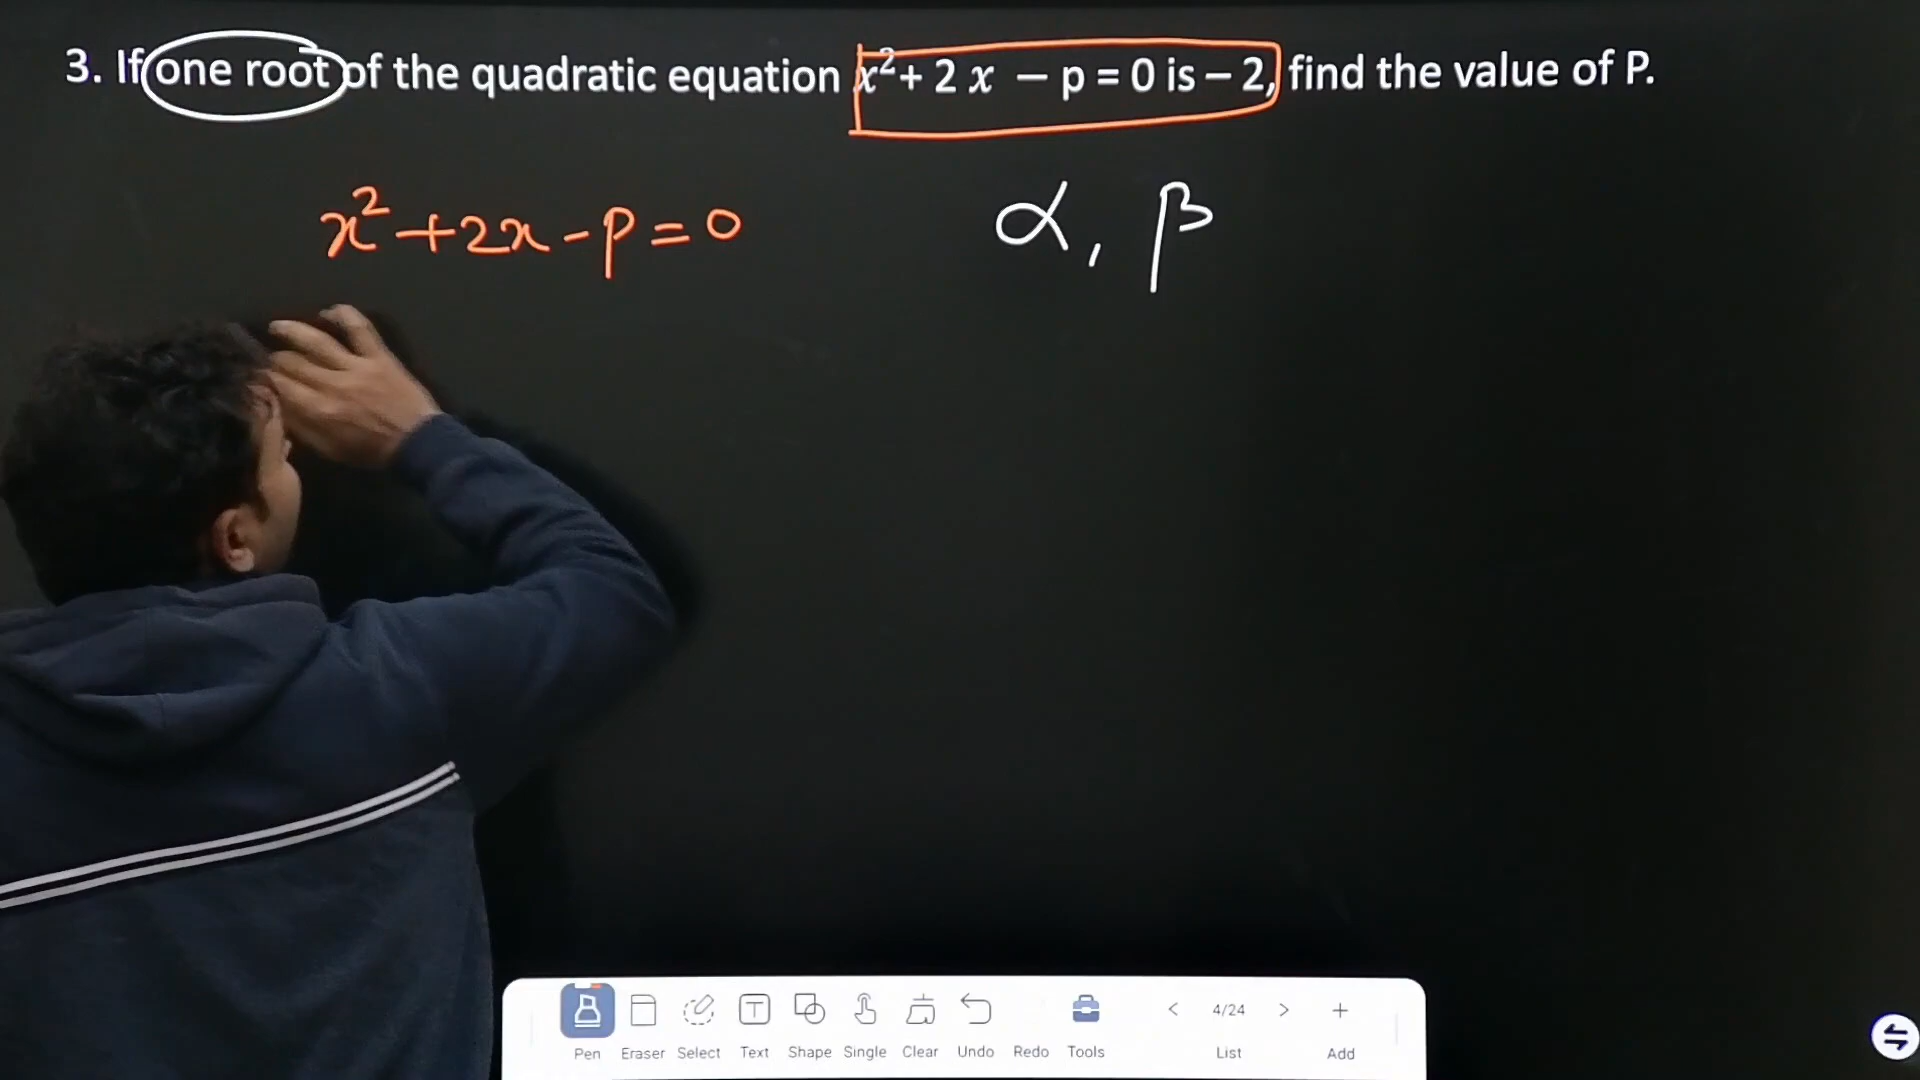 3. If one root of the quadratic equation x² + 2 x – p = 0 is – 2, find the value of P.
x² + 2x - p = 0
α, β
Pen Eraser Select Text Shape Single Clear Undo Redo Tools < 4/24 > List + Add